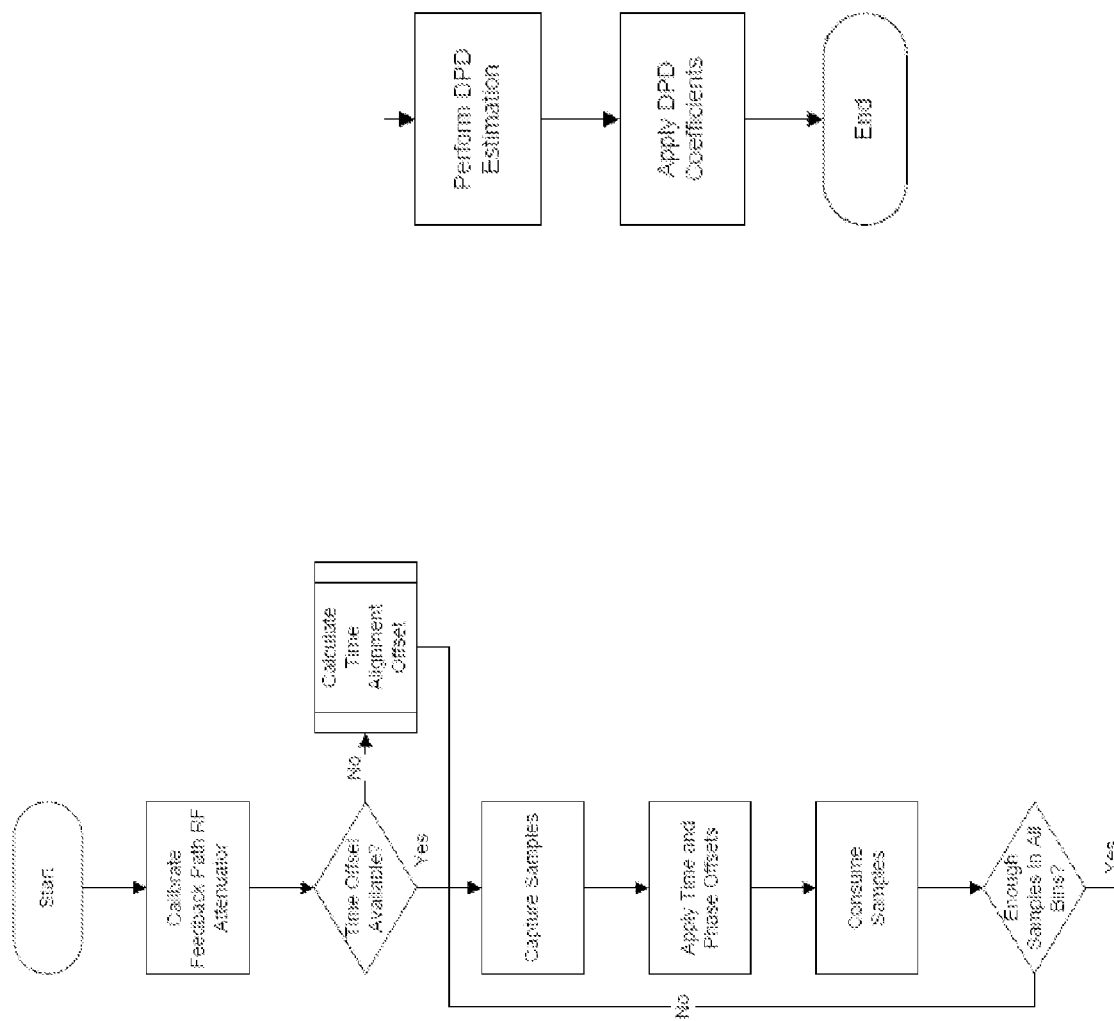 Start
Calibrate
Feedback Path RF
Attenuator
Time Offset
Available?
No
Calculate
Time
Alignment
Offset
Yes
Capture Samples
Apply Time and
Phase Offsets
Consume
Samples
Enough
Samples In All
Bins?
No
Yes
Perform DPD
Estimation
Apply DPD
Coefficients
End